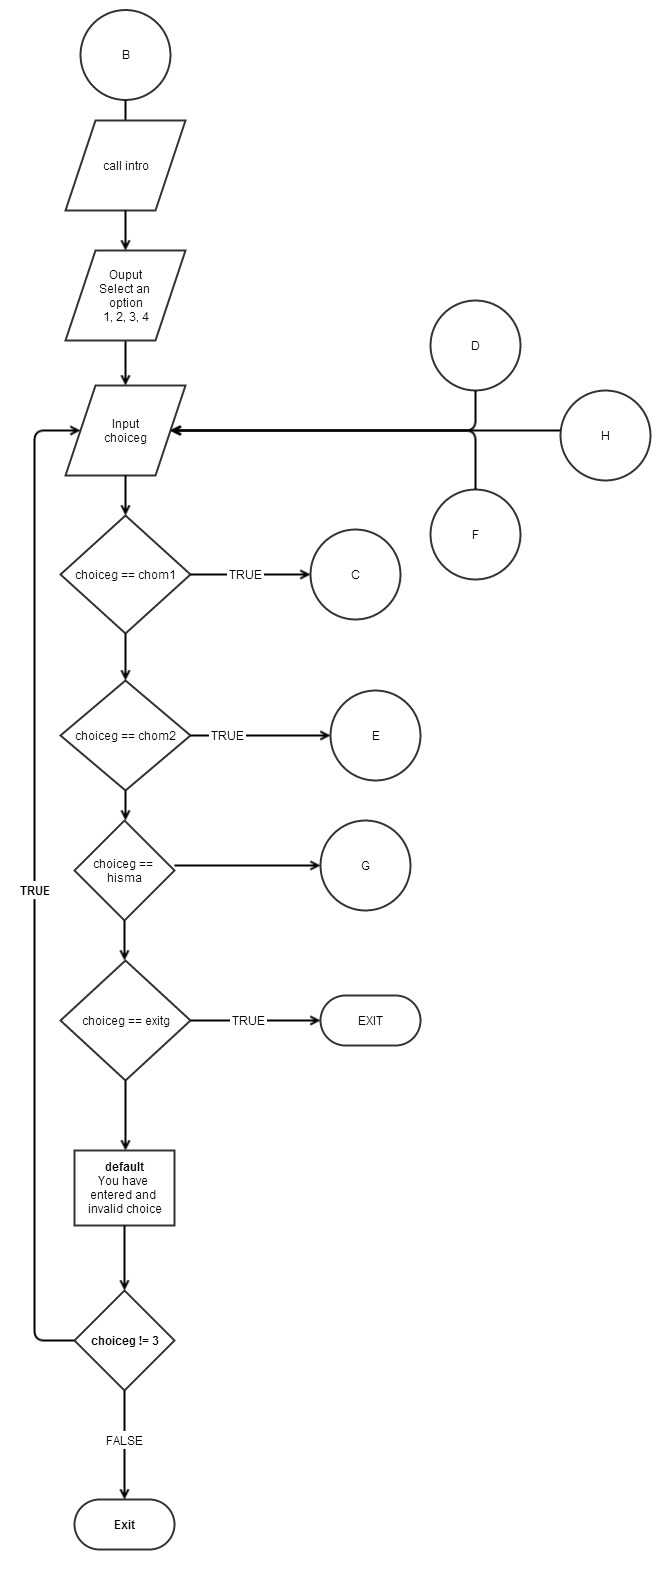 B
call intro
Ouput
Select an
option
1, 2, 3, 4
D
Input
choiceg
H
F
choiceg == chom1
TRUE
C
choiceg == chom2
TRUE
E
choiceg ==
hisma
G
TRUE
choiceg == exitg
TRUE
EXIT
default
You have
entered and
invalid choice
choiceg != 3
FALSE
Exit